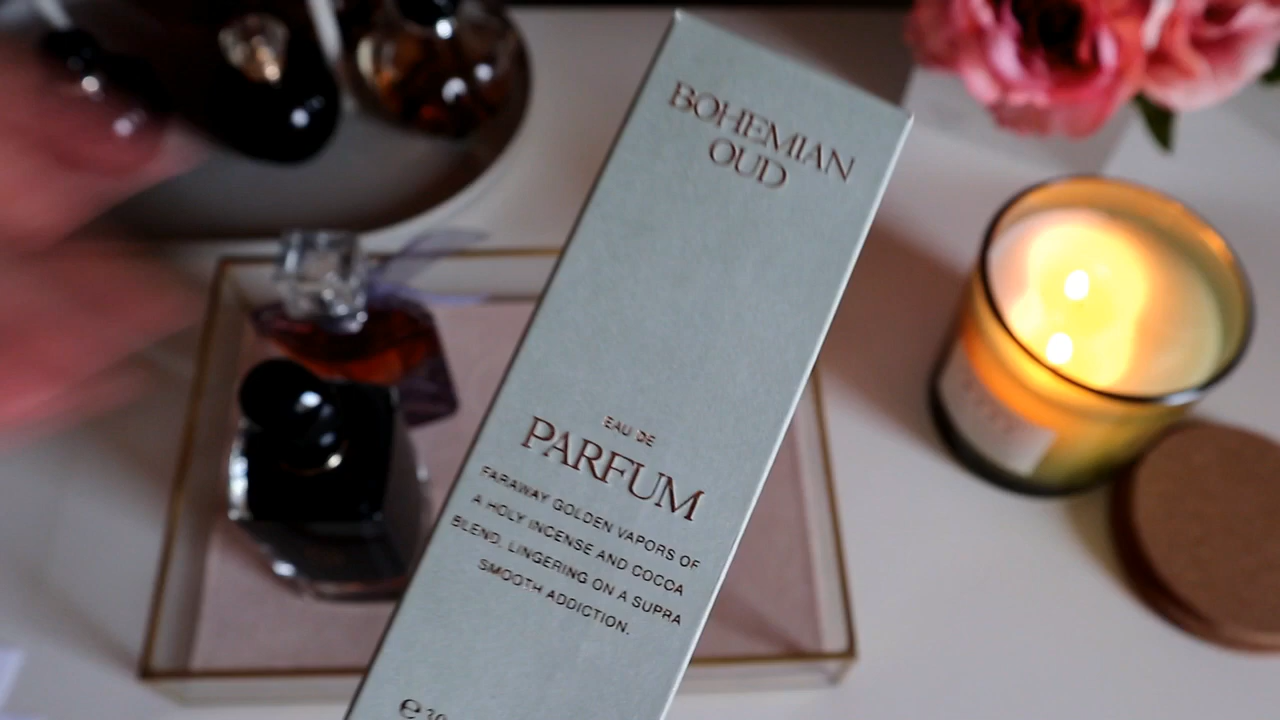 BOHEMIAN
OUD
EAU DE
PARFUM
FARAWAY GOLDEN VAPORS OF
A HOLY INCENSE AND COCOA
BLEND, LINGERING ON A SUPRA
SMOOTH ADDICTION.
℮ 30